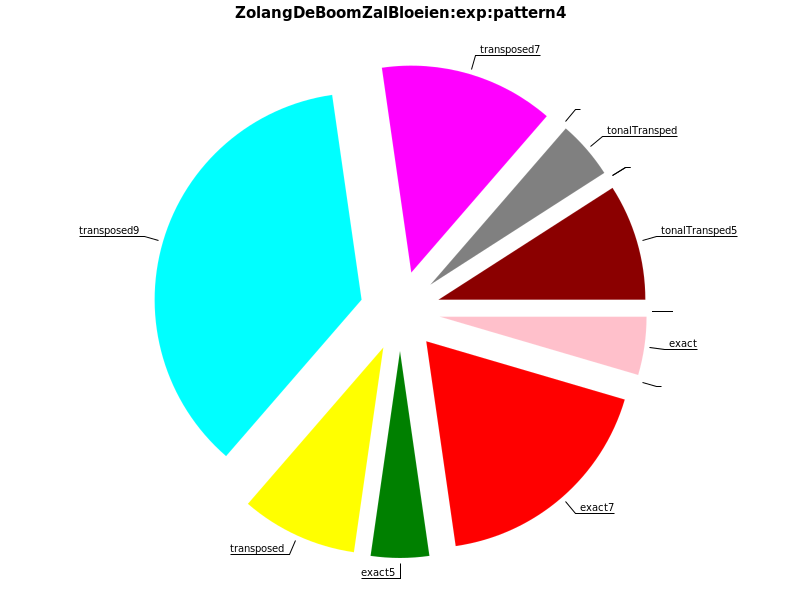 ZolangDeBoomZalBloeien:exp:pattern4
transposed7
tonalTransped
transposed9
tonalTransped5
exact
exact7
transposed
exact5